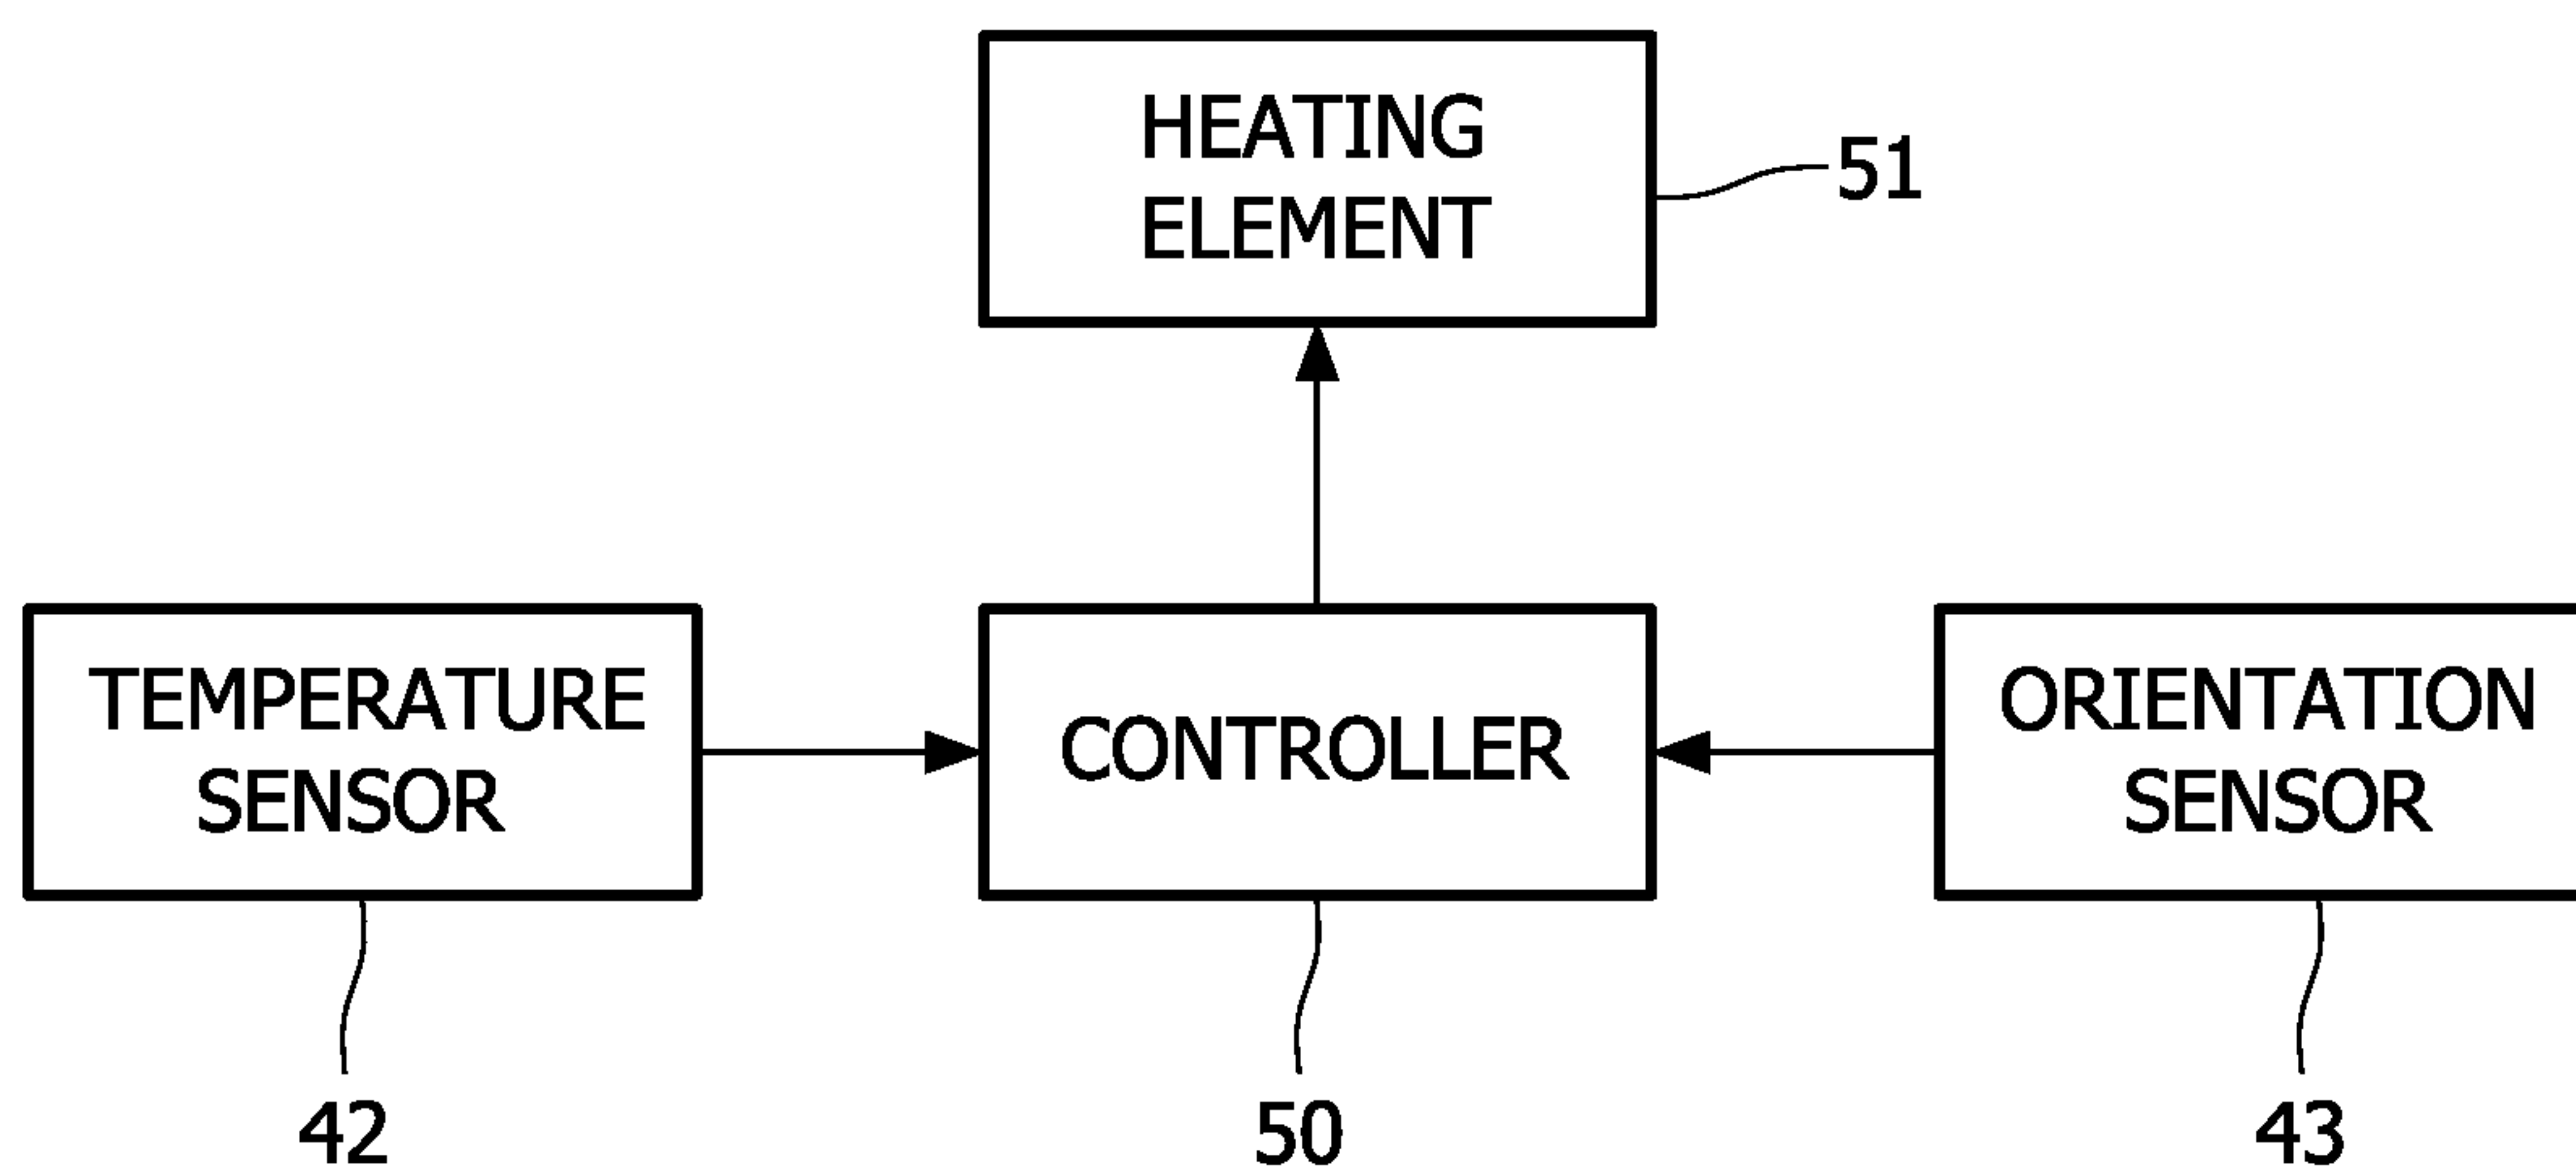 HEATING
ELEMENT
51
TEMPERATURE
SENSOR
CONTROLLER
ORIENTATION
SENSOR
42
50
43